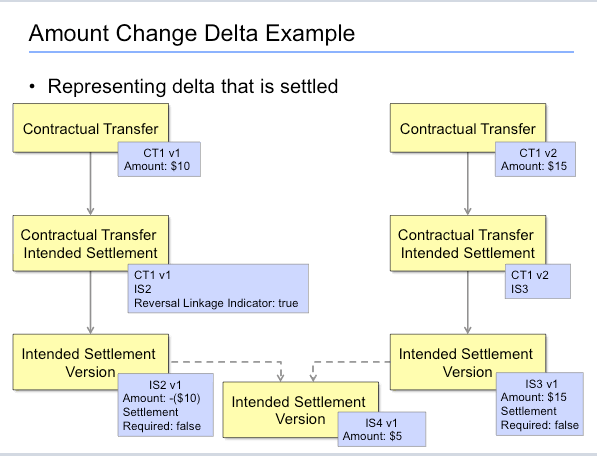 Amount Change Delta Example
• Representing delta that is settled
Contractual Transfer
CT1 v1
Amount: $10
Contractual Transfer
CT1 v2
Amount: $15
Contractual Transfer
Intended Settlement
CT1 v1
IS2
Reversal Linkage Indicator: true
Contractual Transfer
Intended Settlement
CT1 v2
IS3
Intended Settlement
Version
IS2 v1
Amount: -($10)
Settlement
Required: false
Intended Settlement
Version
IS4 v1
Amount: $5
Intended Settlement
Version
IS3 v1
Amount: $15
Settlement
Required: false